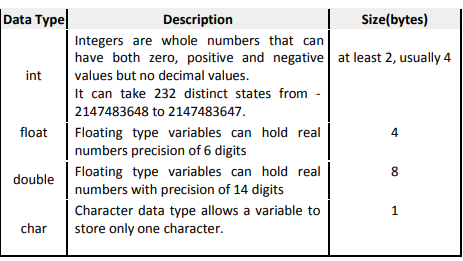 Data Type Description Size(bytes)
Integers are whole numbers that can
have both zero, positive and negative at least 2, usually 4
int values but no decimal values.
It can take 232 distinct states from -
2147483648 to 2147483647.
float Floating type variables can hold real 4
numbers precision of 6 digits
double Floating type variables can hold real 8
numbers with precision of 14 digits
char Character data type allows a variable to 1
store only one character.